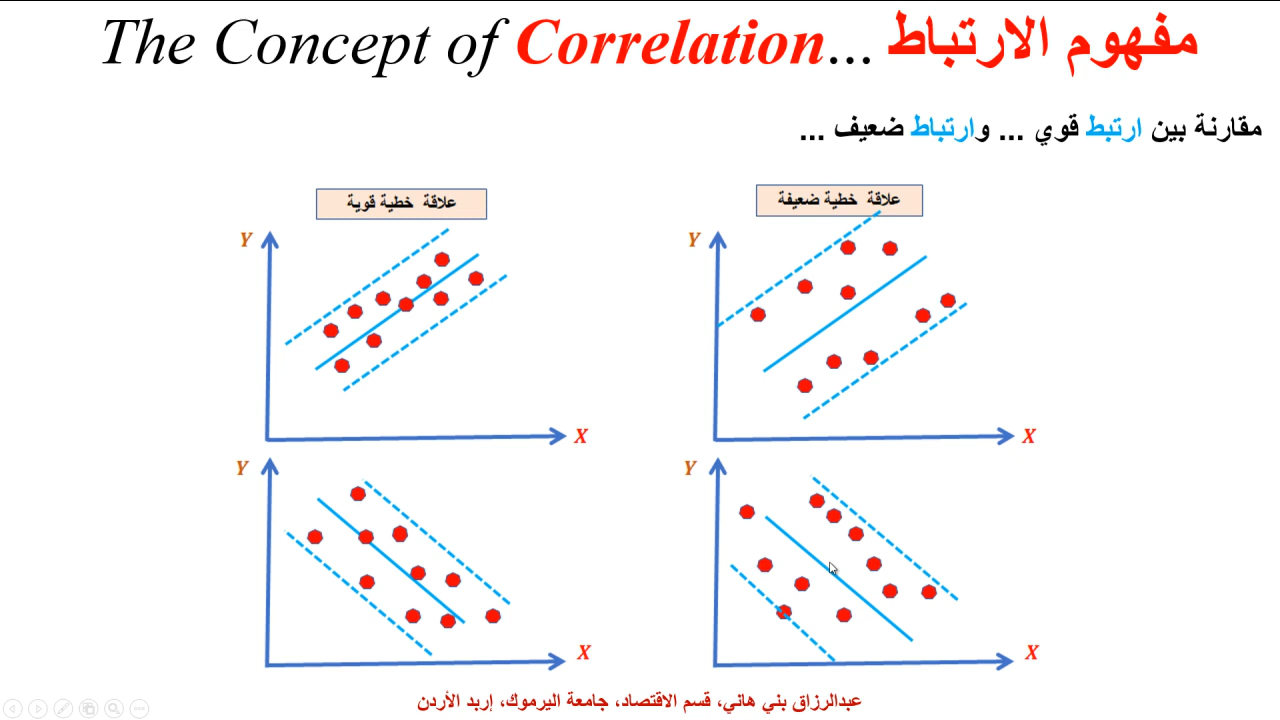 The Concept of Correlation... مفهوم الارتباط
مقارنة بين ارتبط قوي ... وارتباط ضعيف ...
علاقة خطية قوية
علاقة خطية ضعيفة
Y
Y
X
X
Y
Y
X
X
عبدالرزاق بني هاني، قسم الاقتصاد، جامعة اليرموك، إربد الأردن